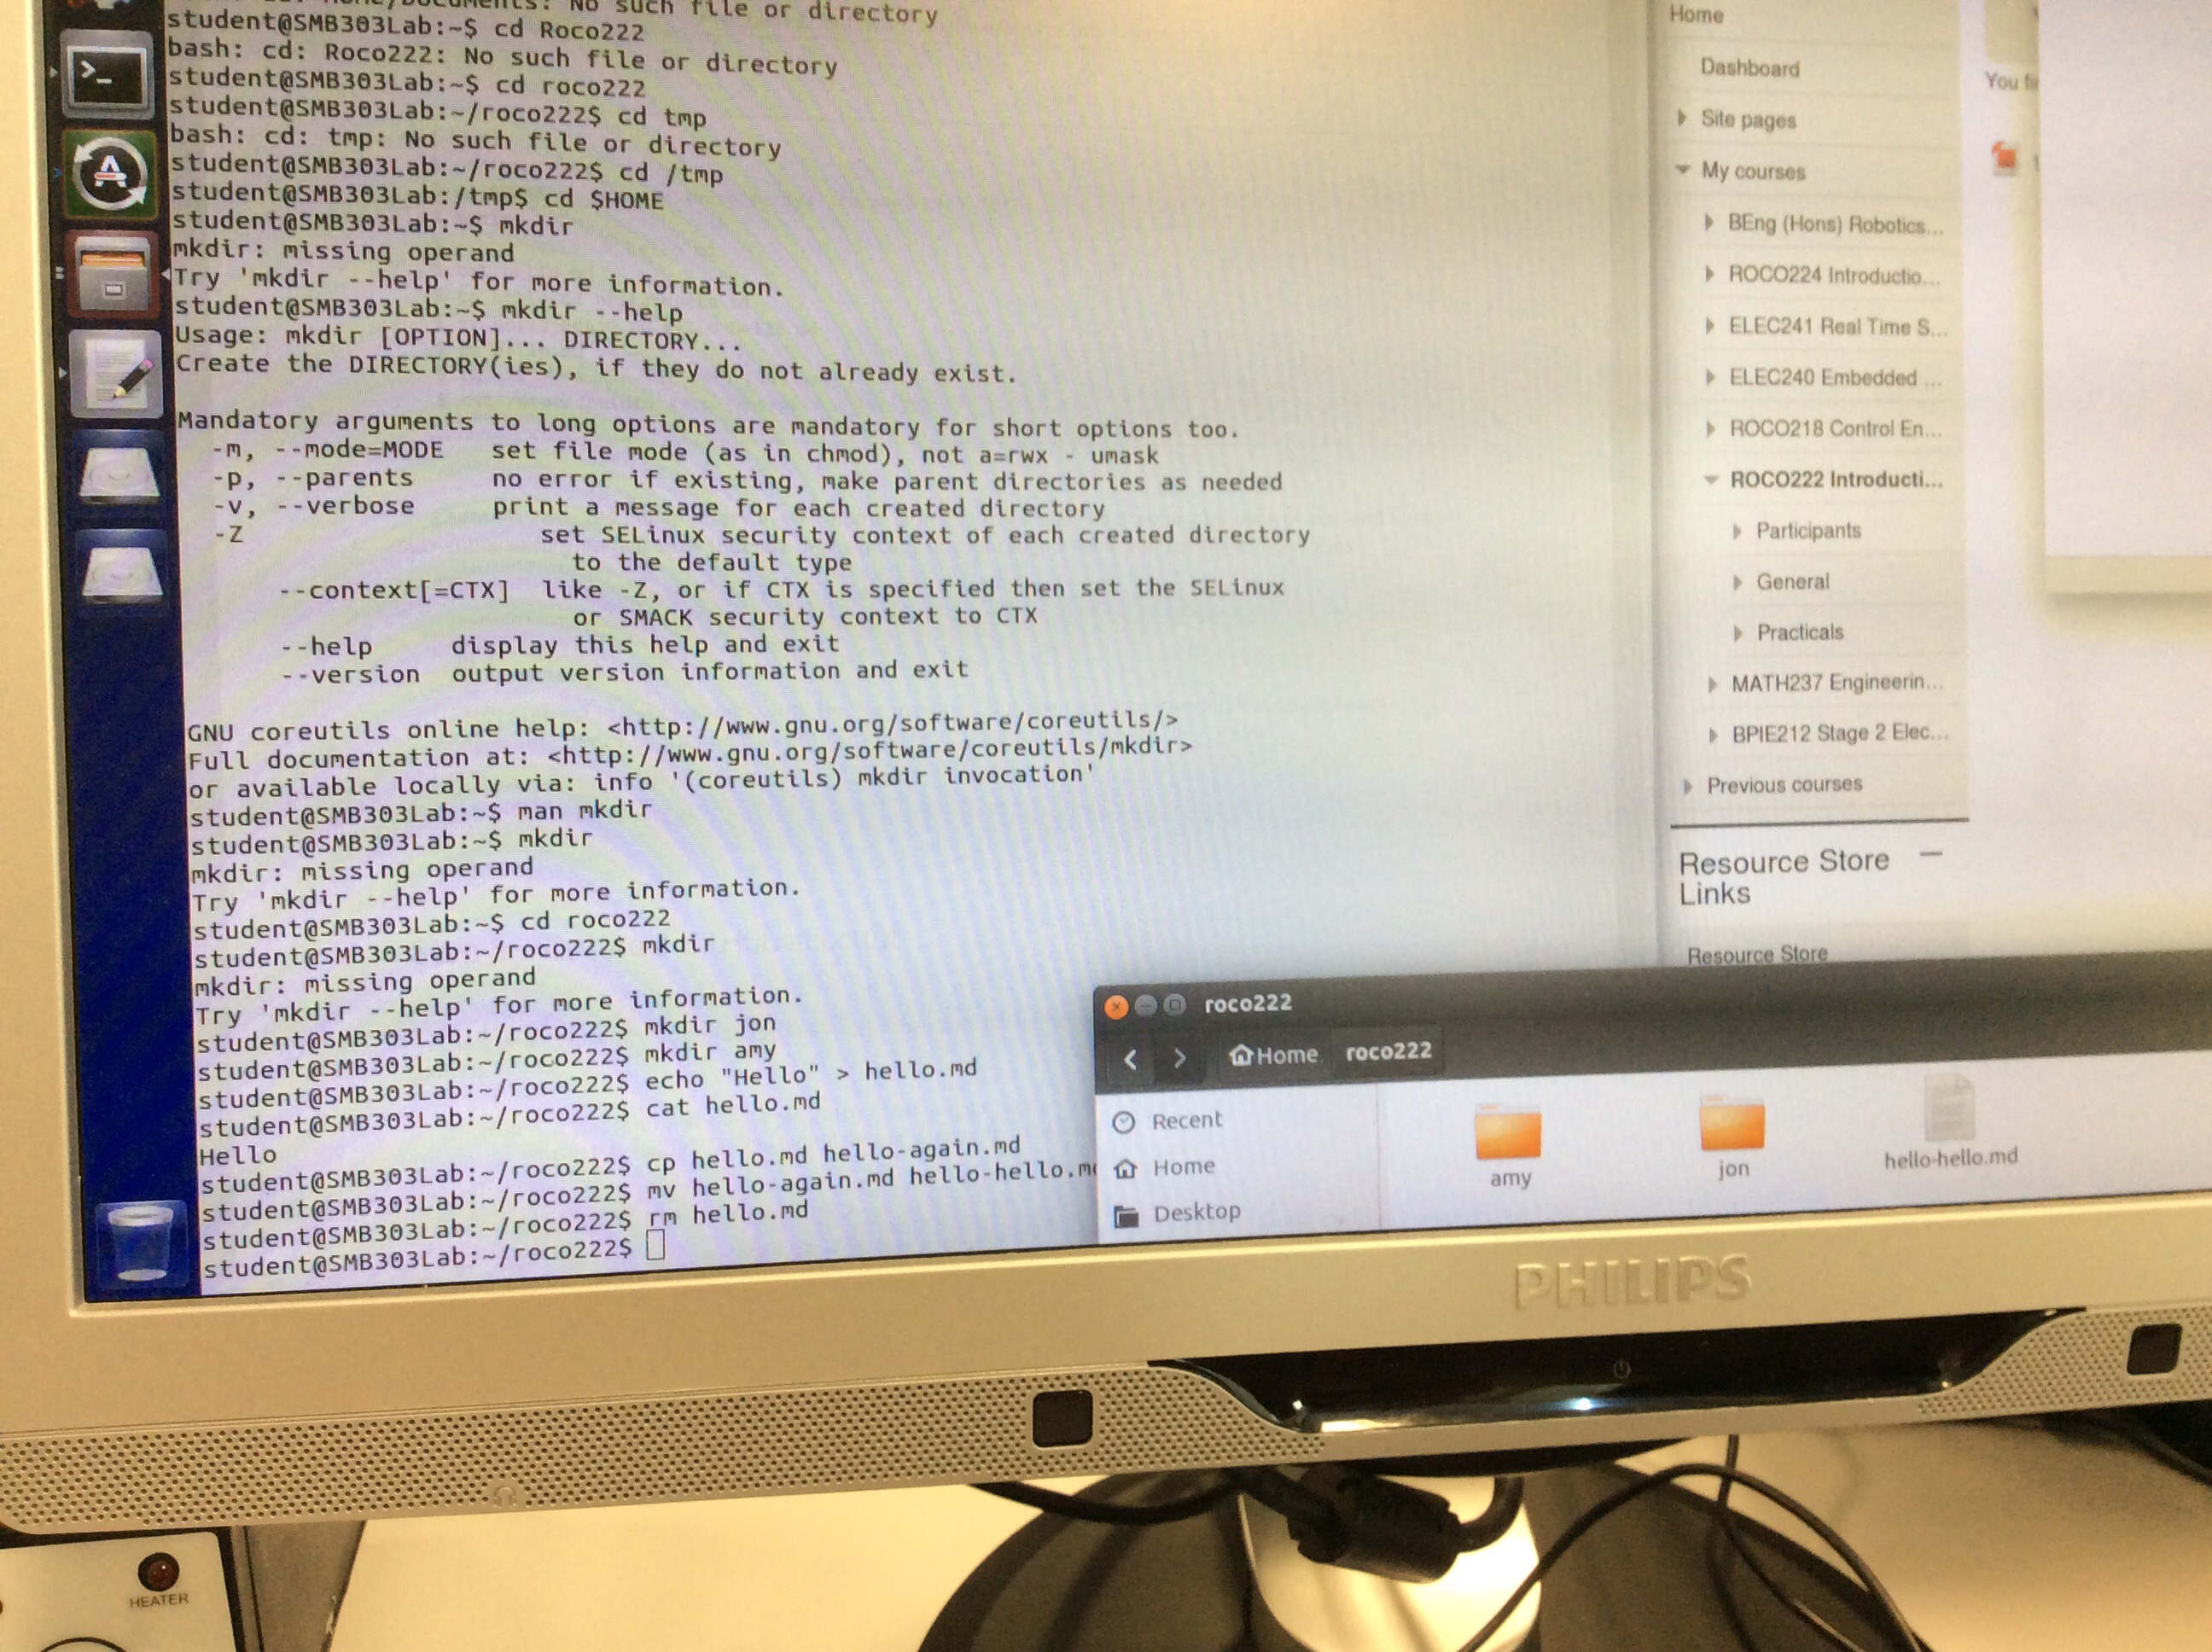 No such file or directory
student@SMB303Lab:~$ cd Roco222
bash: cd: Roco222: No such file or directory
student@SMB303Lab:~$ cd roco222
student@SMB303Lab:~/roco222$ cd tmp
bash: cd: tmp: No such file or directory
student@SMB303Lab:~/roco222$ cd /tmp
student@SMB303Lab:/tmp$ cd $HOME
student@SMB303Lab:~$ mkdir
mkdir: missing operand
Try 'mkdir --help' for more information.
student@SMB303Lab:~$ mkdir --help
Usage: mkdir [OPTION]... DIRECTORY...
Create the DIRECTORY(ies), if they do not already exist.
Mandatory arguments to long options are mandatory for short options too.
-m, --mode=MODE set file mode (as in chmod), not a=rwx - umask
-p, --parents no error if existing, make parent directories as needed
-v, --verbose print a message for each created directory
-Z set SELinux security context of each created directory
to the default type
--context[=CTX] like -Z, or if CTX is specified then set the SELinux
or SMACK security context to CTX
--help display this help and exit
--version output version information and exit
GNU coreutils online help: <http://www.gnu.org/software/coreutils/>
Full documentation at: <http://www.gnu.org/software/coreutils/mkdir>
or available locally via: info '(coreutils) mkdir invocation'
student@SMB303Lab:~$ man mkdir
student@SMB303Lab:~$ mkdir
mkdir: missing operand
Try 'mkdir --help' for more information.
student@SMB303Lab:~$ cd roco222
student@SMB303Lab:~/roco222$ mkdir
mkdir: missing operand
Try 'mkdir --help' for more information.
student@SMB303Lab:~/roco222$ mkdir jon
student@SMB303Lab:~/roco222$ mkdir amy
student@SMB303Lab:~/roco222$ echo "Hello" > hello.md
student@SMB303Lab:~/roco222$ cat hello.md
Hello
student@SMB303Lab:~/roco222$ cp hello.md hello-again.md
student@SMB303Lab:~/roco222$ mv hello-again.md hello-hello.m
student@SMB303Lab:~/roco222$ rm hello.md
student@SMB303Lab:~/roco222$
Home
Dashboard
Site pages
My courses
BEng (Hons) Robotics...
ROCO224 Introductio...
ELEC241 Real Time S...
ELEC240 Embedded ...
ROCO218 Control En...
ROCO222 Introducti...
Participants
General
Practicals
MATH237 Engineerin...
BPIE212 Stage 2 Elec...
Previous courses
Resource Store
Links
Resource Store
You
roco222
Home roco222
Recent
Home
Desktop
amy
jon
hello-hello.md
PHILIPS
HEATER